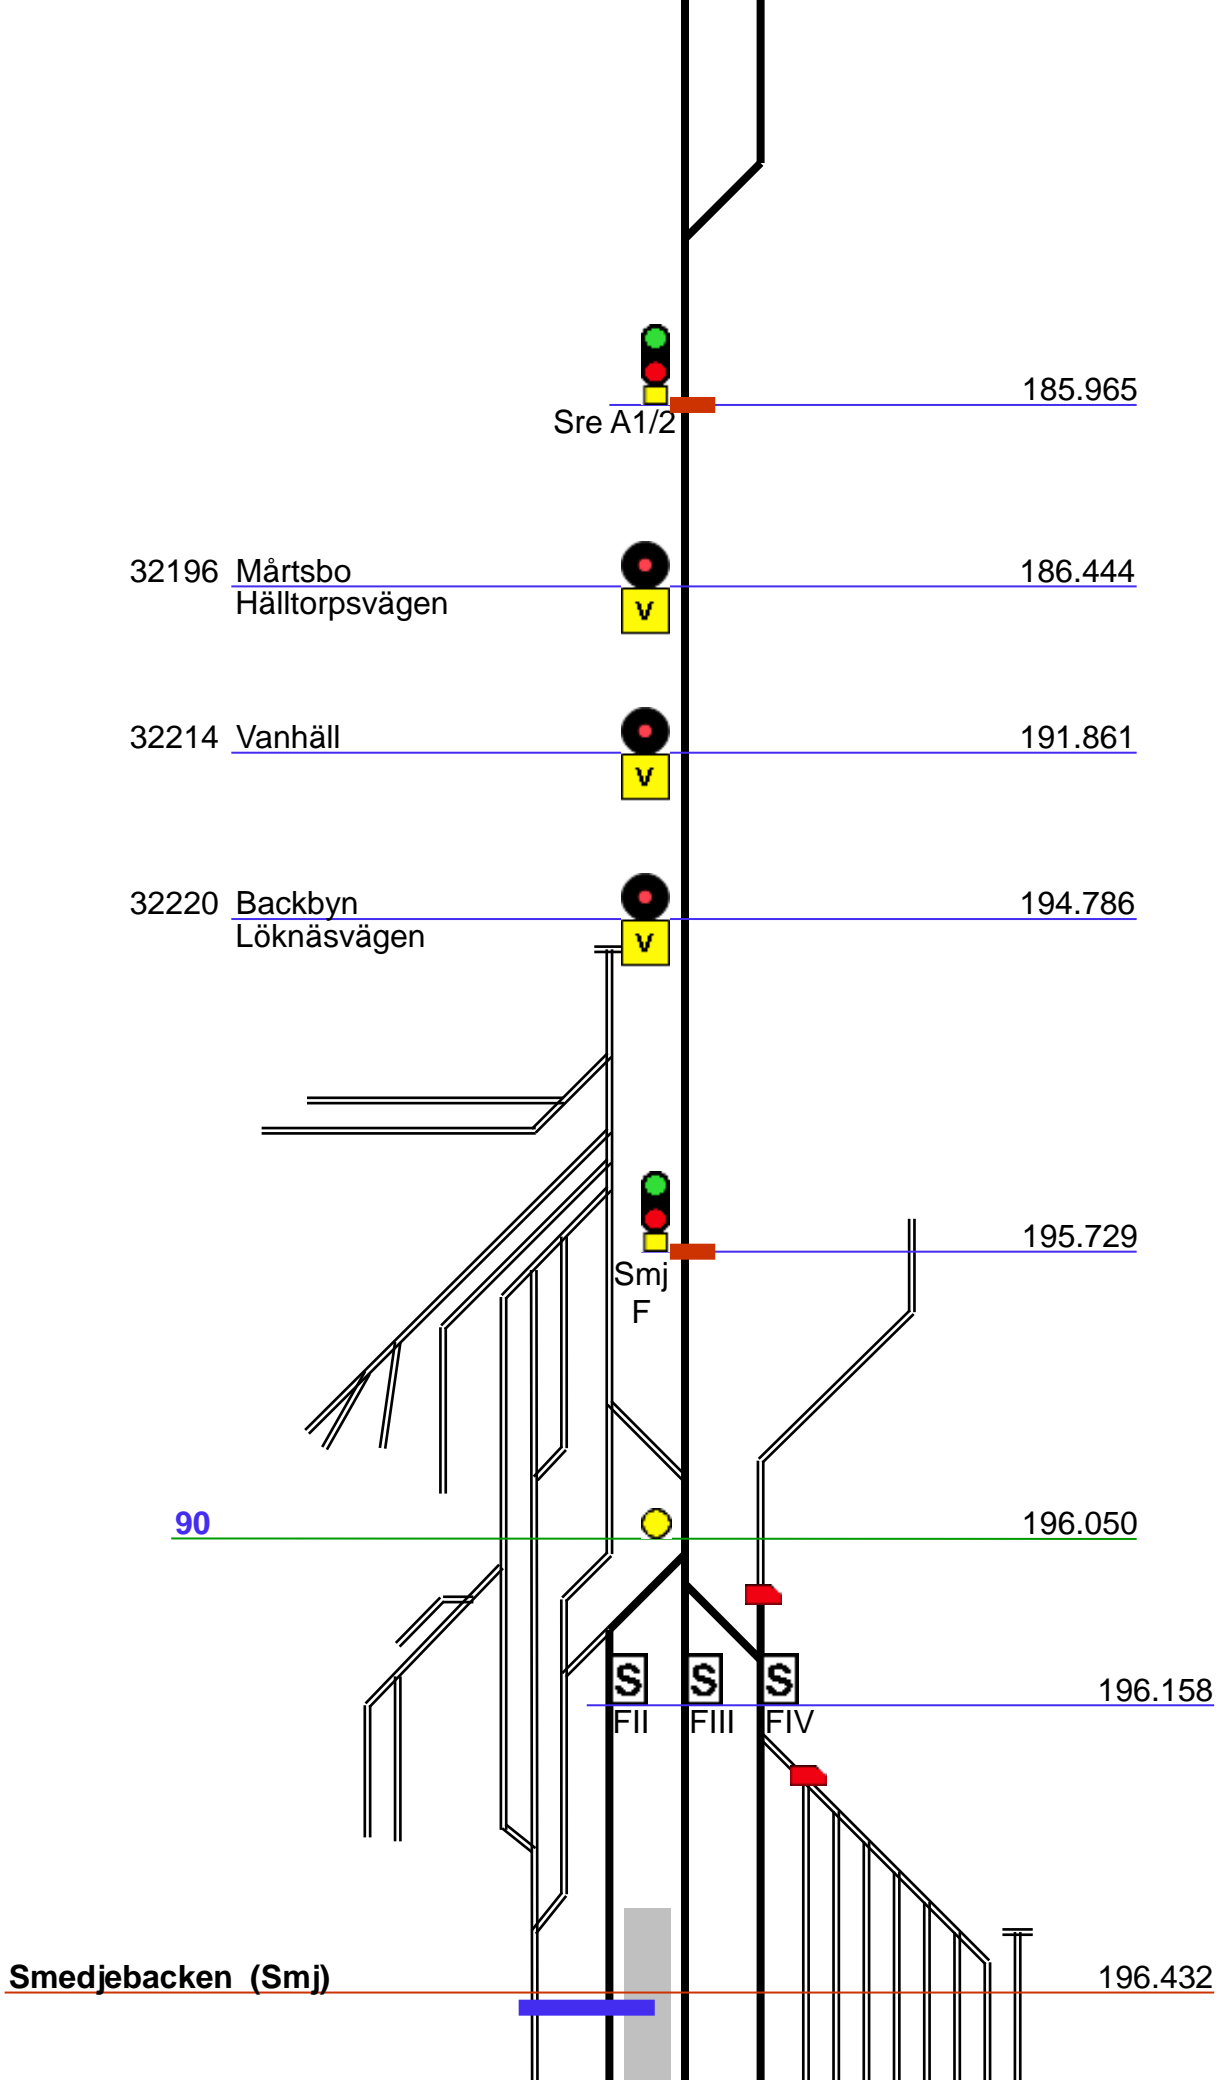 185.965
Sre A1/2
32196 Mårtsbo 186.444
Hälltorpsvägen
V
32214 Vanhäll 191.861
V
32220 Backbyn 194.786
Löknäsvägen
V
195.729
Smj
F
90 196.050
S S S
196.158
FII FIII FIV
Smedjebacken (Smj) 196.432